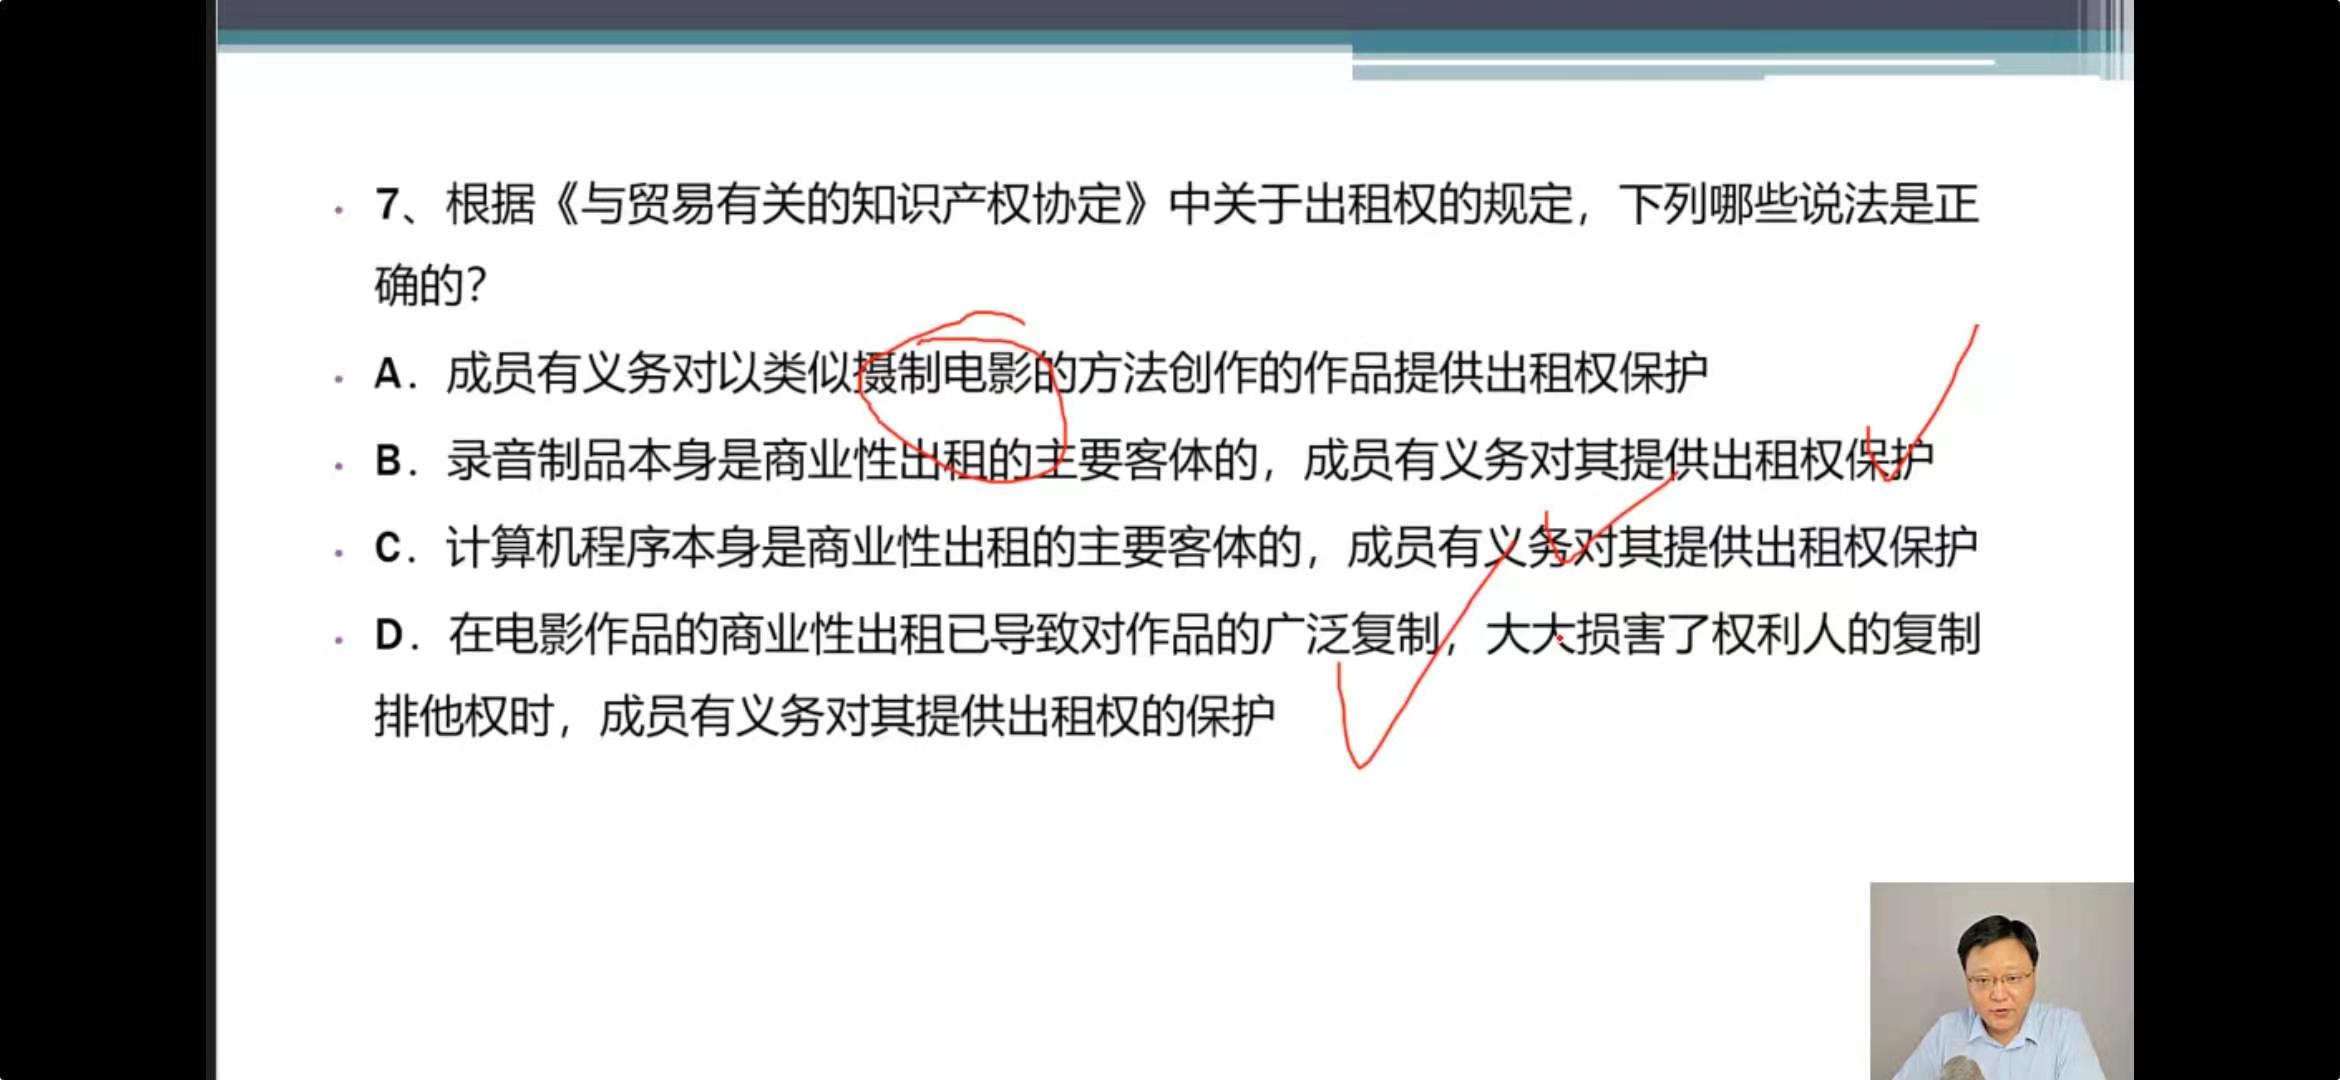 7、根据《与贸易有关的知识产权协定》中关于出租权的规定，下列哪些说法是正
确的？
A．成员有义务对以类似摄制电影的方法创作的作品提供出租权保护
B．录音制品本身是商业性出租的主要客体的，成员有义务对其提供出租权保护
C．计算机程序本身是商业性出租的主要客体的，成员有义务对其提供出租权保护
D．在电影作品的商业性出租已导致对作品的广泛复制，大大损害了权利人的复制
排他权时，成员有义务对其提供出租权的保护